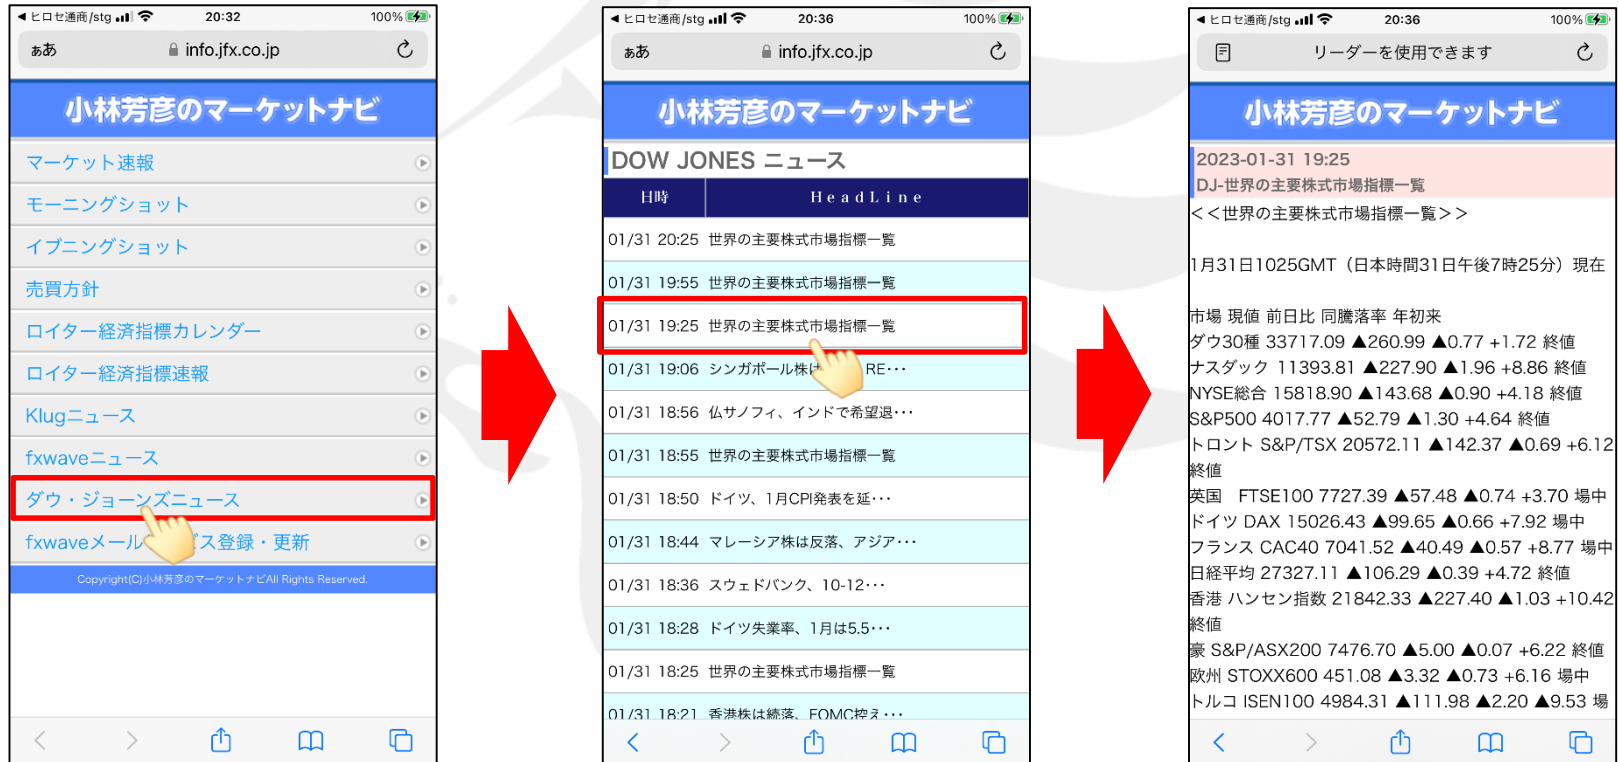 ◀ヒロセ通商/stg 20:32 100%
ぁあ info.jfx.co.jp
小林芳彦のマーケットナビ
マーケット速報
モーニングショット
イブニングショット
売買方針
ロイター経済指標カレンダー
ロイター経済指標速報
Klugニュース
fxwaveニュース
ダウ・ジョーンズニュース
fxwaveメール ス登録・更新
Copyright(C)小林芳彦のマーケットナビAll Rights Reserved.
◀ヒロセ通商/stg 20:36 100%
ぁあ info.jfx.co.jp
小林芳彦のマーケットナビ
DOW JONES ニュース
日時 HeadLine
01/31 20:25 世界の主要株式市場指標一覧
01/31 19:55 世界の主要株式市場指標一覧
01/31 19:25 世界の主要株式市場指標一覧
01/31 19:06 シンガポール株は RE･･･
01/31 18:56 仏サノフィ、インドで希望退･･･
01/31 18:55 世界の主要株式市場指標一覧
01/31 18:50 ドイツ、1月CPI発表を延･･･
01/31 18:44 マレーシア株は反落、アジア･･･
01/31 18:36 スウェドバンク、10-12･･･
01/31 18:28 ドイツ失業率、1月は5.5･･･
01/31 18:25 世界の主要株式市場指標一覧
01/31 18:21 香港株は続落、FOMC控え･･･
◀ヒロセ通商/stg 20:36 100%
リーダーを使用できます
小林芳彦のマーケットナビ
2023-01-31 19:25
DJ-世界の主要株式市場指標一覧
＜＜世界の主要株式市場指標一覧＞＞
1月31日1025GMT（日本時間31日午後7時25分）現在
市場 現値 前日比 同騰落率 年初来
ダウ30種 33717.09 ▲260.99 ▲0.77 +1.72 終値
ナスダック 11393.81 ▲227.90 ▲1.96 +8.86 終値
NYSE総合 15818.90 ▲143.68 ▲0.90 +4.18 終値
S&P500 4017.77 ▲52.79 ▲1.30 +4.64 終値
トロント S&P/TSX 20572.11 ▲142.37 ▲0.69 +6.12
終値
英国　FTSE100 7727.39 ▲57.48 ▲0.74 +3.70 場中
ドイツ DAX 15026.43 ▲99.65 ▲0.66 +7.92 場中
フランス CAC40 7041.52 ▲40.49 ▲0.57 +8.77 場中
日経平均 27327.11 ▲106.29 ▲0.39 +4.72 終値
香港 ハンセン指数 21842.33 ▲227.40 ▲1.03 +10.42
終値
豪 S&P/ASX200 7476.70 ▲5.00 ▲0.07 +6.22 終値
欧州 STOXX600 451.08 ▲3.32 ▲0.73 +6.16 場中
トルコ ISEN100 4984.31 ▲111.98 ▲2.20 ▲9.53 場